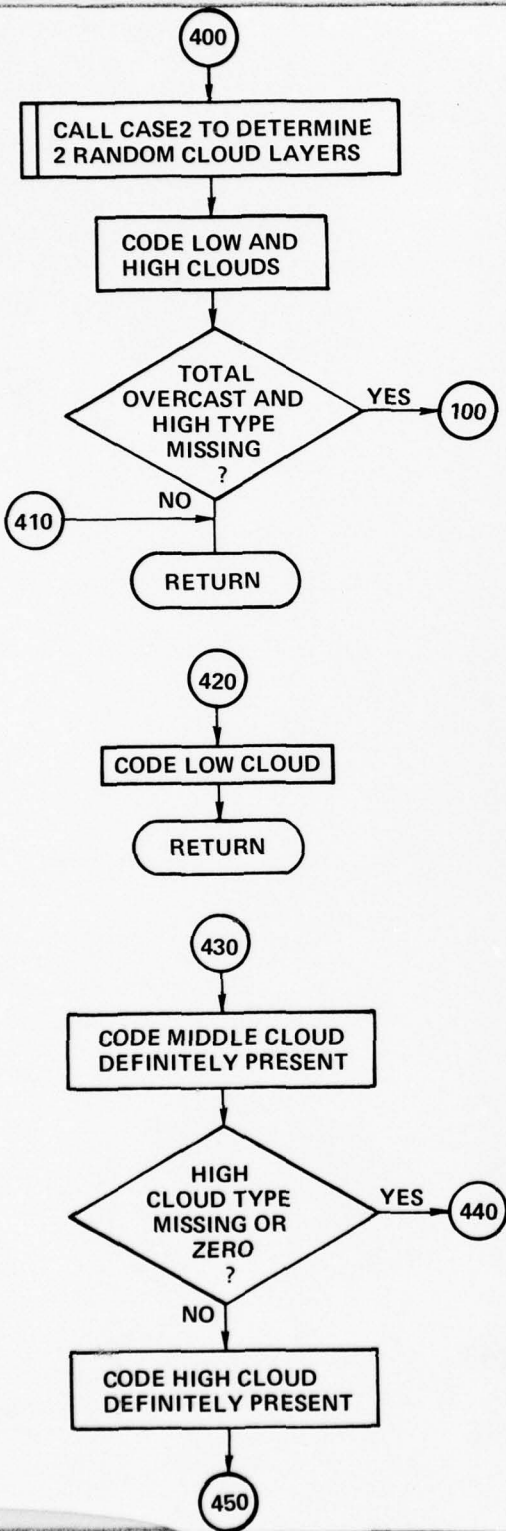 400
CALL CASE2 TO DETERMINE
2 RANDOM CLOUD LAYERS
CODE LOW AND
HIGH CLOUDS
TOTAL
OVERCAST AND
HIGH TYPE
MISSING
?
YES
100
NO
410
RETURN
420
CODE LOW CLOUD
RETURN
430
CODE MIDDLE CLOUD
DEFINITELY PRESENT
HIGH
CLOUD TYPE
MISSING OR
ZERO
?
YES
440
NO
CODE HIGH CLOUD
DEFINITELY PRESENT
450